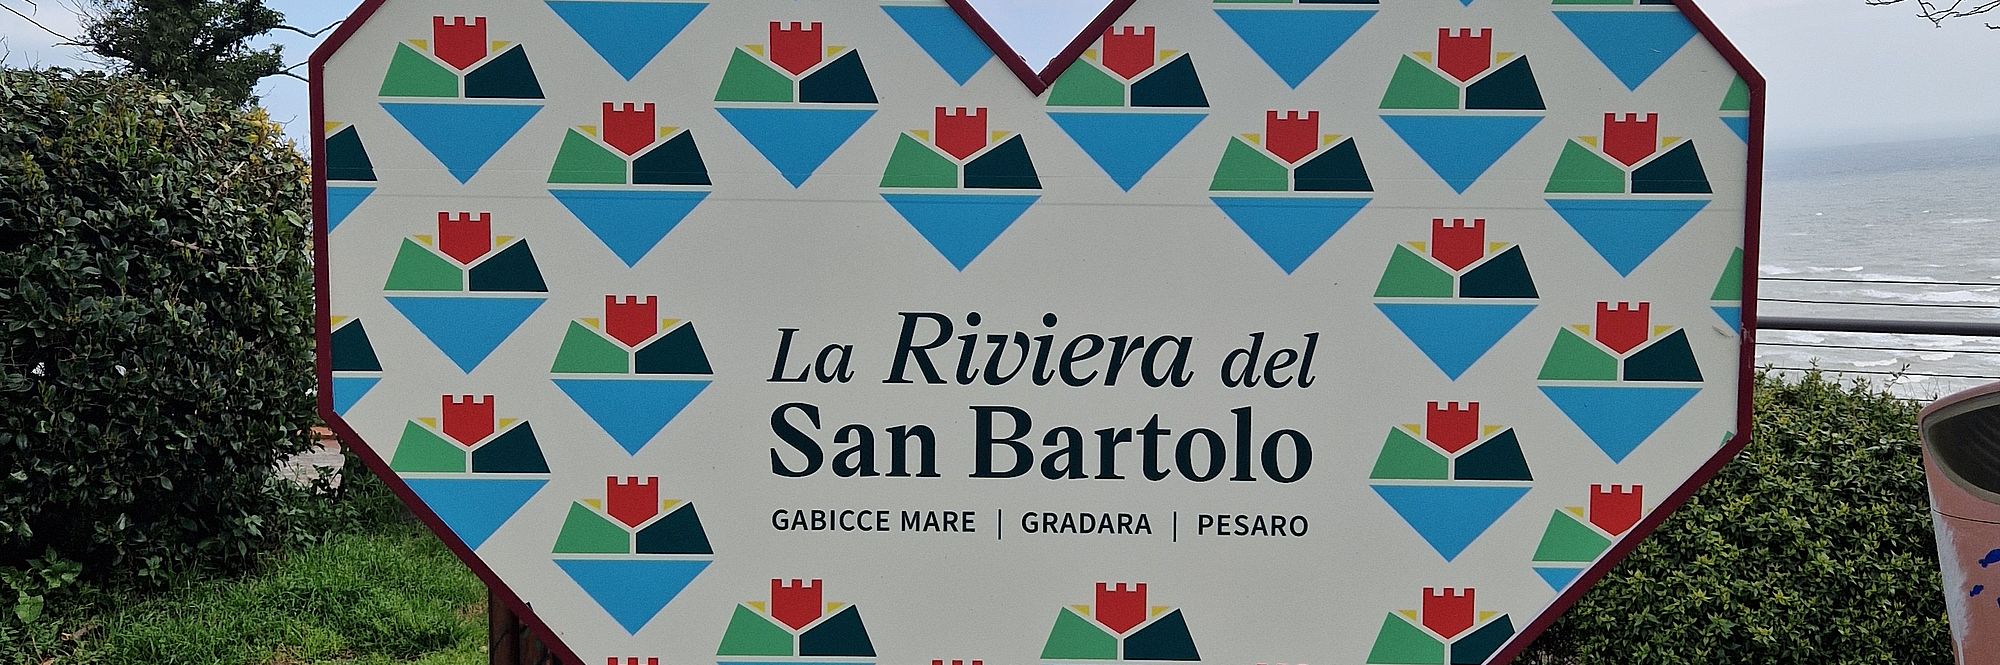 La Riviera del
San Bartolo
GABICCE MARE | GRADARA | PESARO